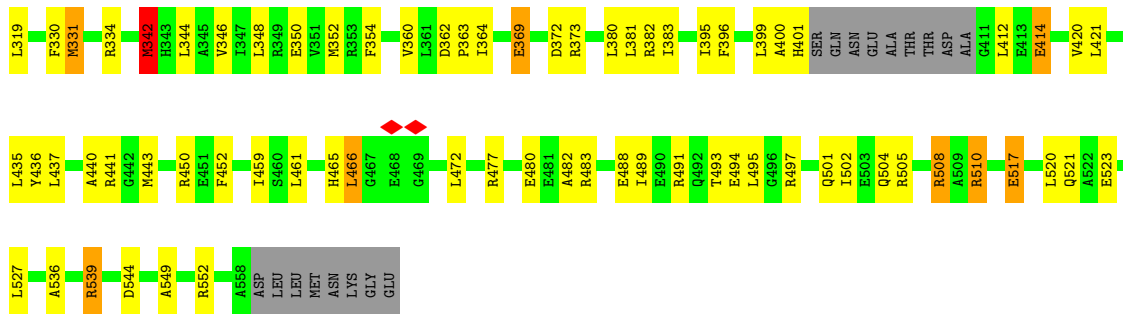 L319 F330 M331 R334 M342 H343 L344 A345 V346 I347 L348 R349 E350 V351 M352 R353 F354 V360 L361 D362 P363 I364 E369 D372 R373 L380 L381 R382 I383 I395 F396 L399 A400 H401 SER GLN ASN GLU ALA THR THR ASP ALA G411 L412 E413 E414 V420 L421
L435 Y436 L437 A440 R441 G442 M443 R450 E451 F452 I459 S460 L461 H465 L466 G467 E468 G469 L472 R477 E480 E481 A482 R483 E488 I489 E490 R491 Q492 T493 E494 L495 G496 R497 Q501 I502 E503 Q504 R505 R508 A509 R510 E517 L520 Q521 A522 E523
L527 A536 R539 D544 A549 R552 A558 ASP LEU LEU MET ASN LYS GLY GLU